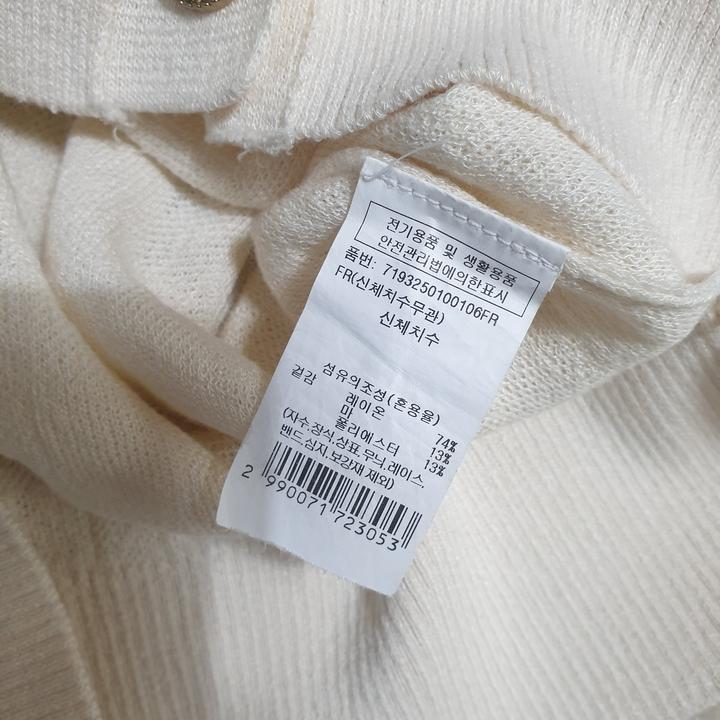 전기용품 및 생활용품
안전관리법에의한표시
품번: 7193250100106FR
FR(신체치수무관)
신체치수
섬유의조성(혼용율)
겉감
레이온 74%
마 13%
폴리에스터 13%
(자수,장식,상표,무늬,레이스,
밴드,심지,보강재 제외)
2 990071 723053